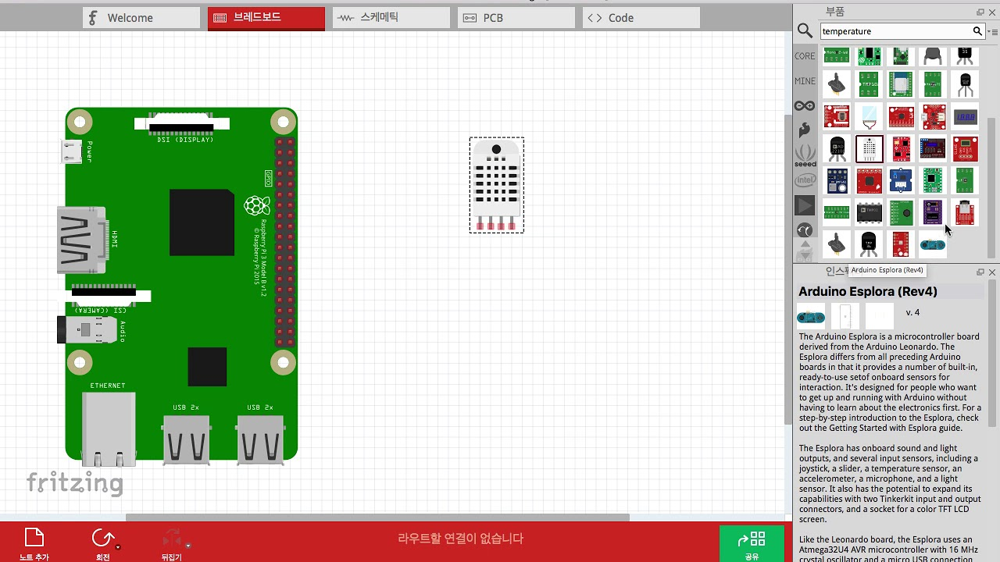 Welcome
브레드보드
스케메틱
PCB
Code
부품
temperature
CORE
MINE
seeed
intel
DSI (DISPLAY)
Power
GPIO
HDMI
Raspberry Pi 3 Model B v1.2
© Raspberry Pi 2015
CSI (CAMERA)
Audio
ETHERNET
USB 2x
USB 2x
fritzing
Arduino Esplora (Rev4)
Arduino Esplora (Rev4)
v. 4
The Arduino Esplora is a microcontroller board
derived from the Arduino Leonardo. The
Esplora differs from all preceding Arduino
boards in that it provides a number of built-in,
ready-to-use setof onboard sensors for
interaction. It's designed for people who want
to get up and running with Arduino without
having to learn about the electronics first. For a
step-by-step introduction to the Esplora, check
out the Getting Started with Esplora guide.
The Esplora has onboard sound and light
outputs, and several input sensors, including a
joystick, a slider, a temperature sensor, an
accelerometer, a microphone, and a light
sensor. It also has the potential to expand its
capabilities with two Tinkerkit input and output
connectors, and a socket for a color TFT LCD
screen.
Like the Leonardo board, the Esplora uses an
Atmega32U4 AVR microcontroller with 16 MHz
crystal oscillator and a micro USB
노트 추가
회전
뒤집기
라우트할 연결이 없습니다
공유